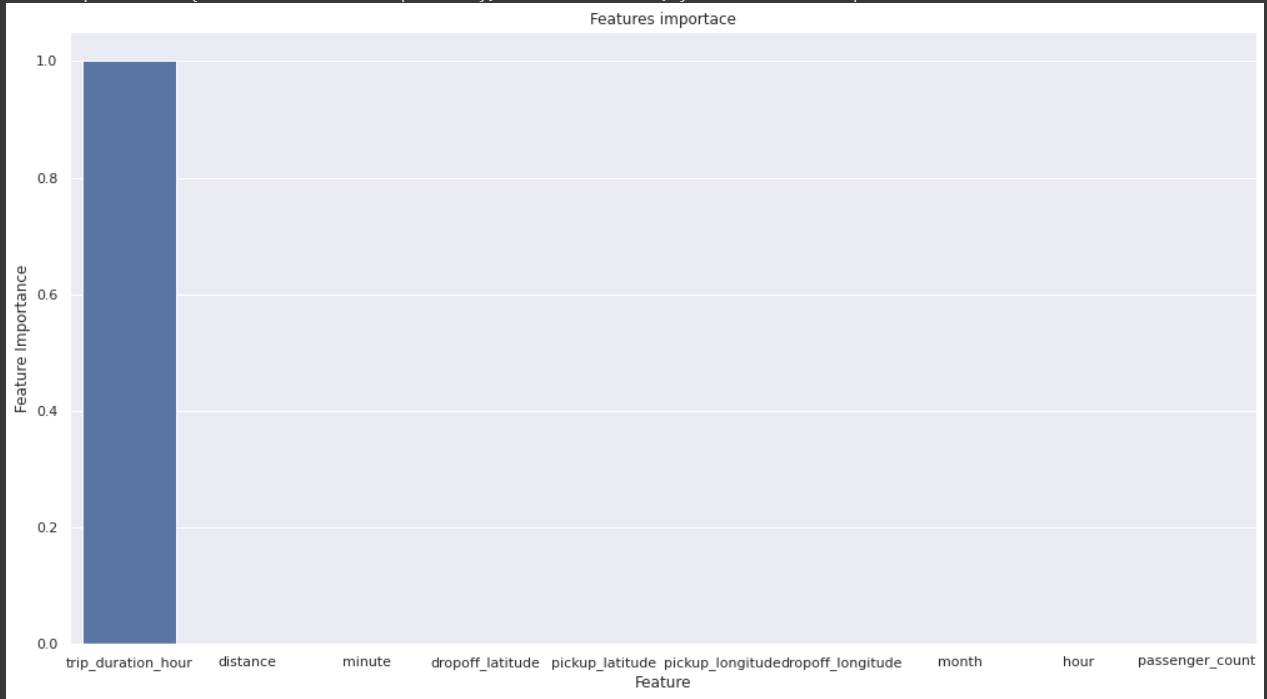 Features importace
1.0
0.8
0.6
0.4
0.2
0.0
Feature Importance
trip_duration_hour distance minute dropoff_latitude pickup_latitude pickup_longitude dropoff_longitude month hour passenger_count
Feature